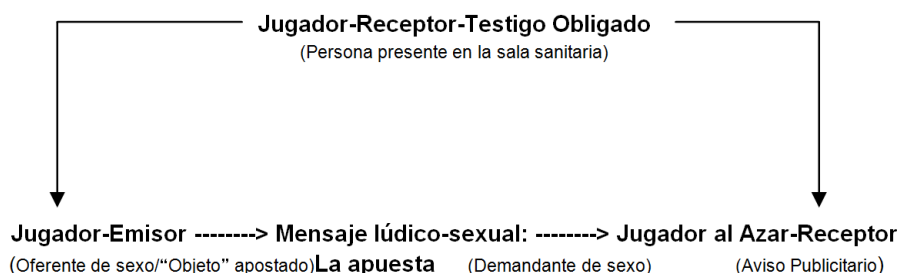 Jugador-Receptor-Testigo Obligado
(Persona presente en la sala sanitaria)
Jugador-Emisor --------> Mensaje lúdico-sexual: --------> Jugador al Azar-Receptor
(Oferente de sexo/“Objeto” apostado)La apuesta (Demandante de sexo) (Aviso Publicitario)